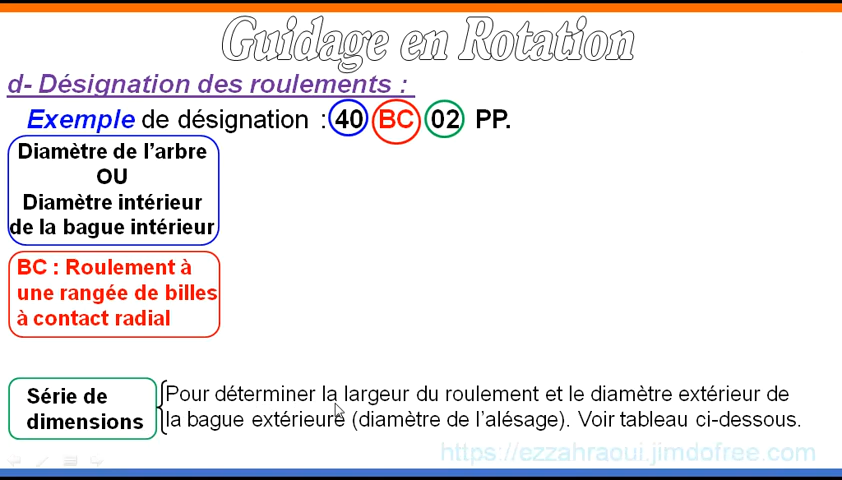 Guidage en Rotation
d- Désignation des roulements :
Exemple de désignation : 40 BC 02 PP.
Diamètre de l'arbre
OU
Diamètre intérieur
de la bague intérieur
BC : Roulement à
une rangée de billes
à contact radial
Série de
dimensions
Pour déterminer la largeur du roulement et le diamètre extérieur de
la bague extérieure (diamètre de l'alésage). Voir tableau ci-dessous.
https://ezzahraoui.jimdofree.com